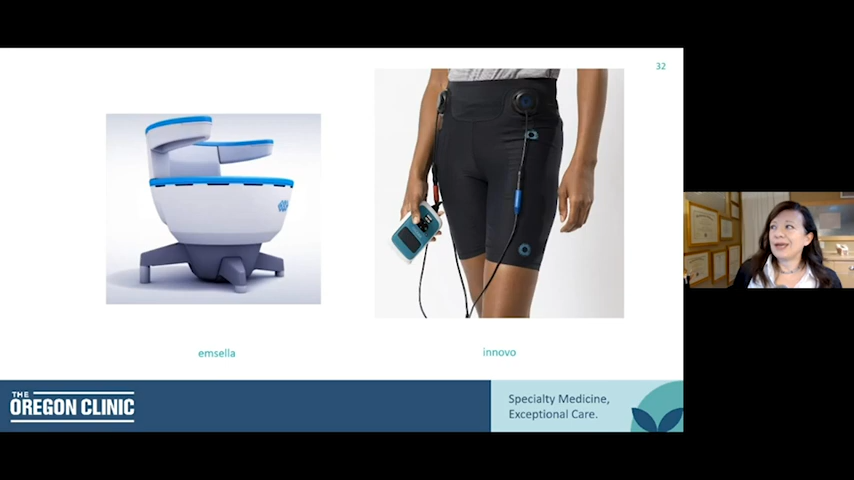 32
emsella
innovo
THE
OREGON CLINIC
Specialty Medicine,
Exceptional Care.